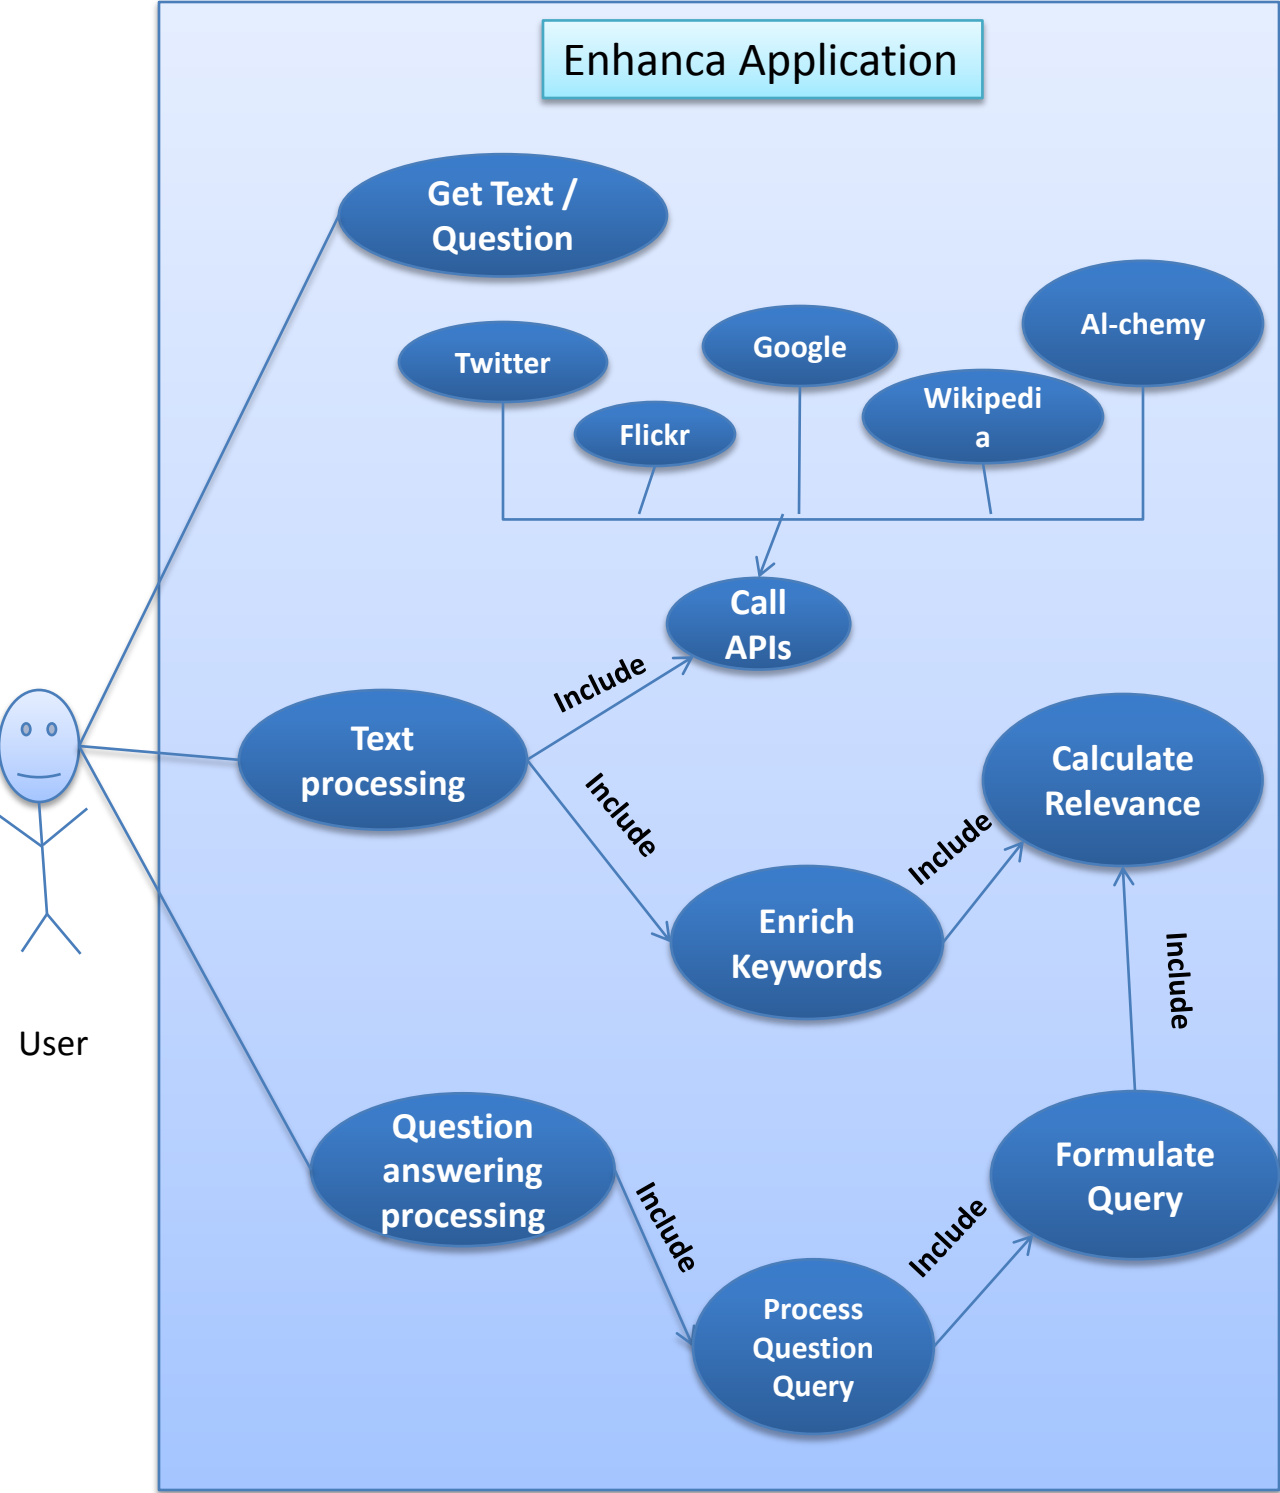 Enhanca Application
Get Text /
Question
Al-chemy
Google
Twitter
Wikipedi
a
Flickr
Call
APIs
Include
Text
processing
Include
Calculate
Relevance
Include
Enrich
Keywords
Include
User
Question
answering
processing
Formulate
Query
Include
Include
Process
Question
Query